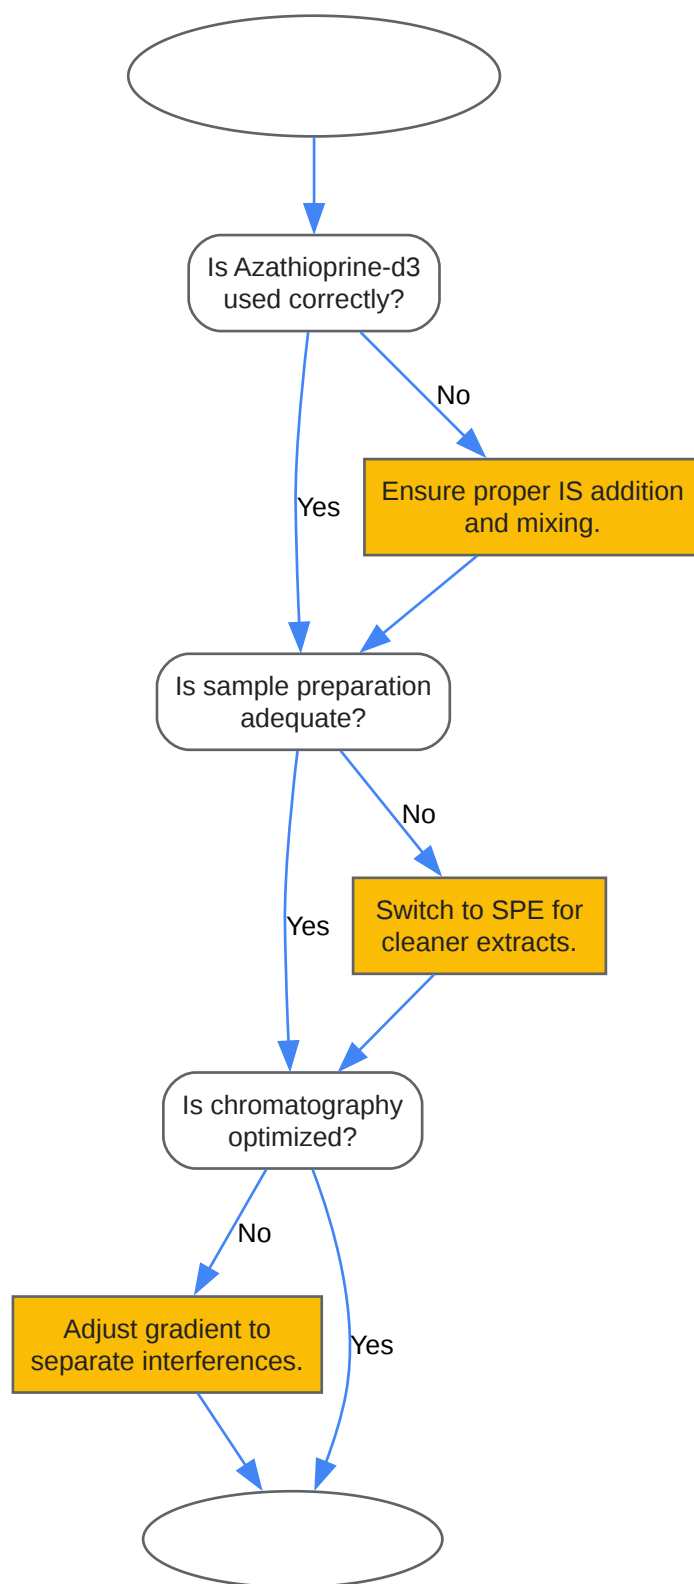 Is Azathioprine-d3
used correctly?
No
Ensure proper IS addition
and mixing.
Yes
Is sample preparation
adequate?
No
Switch to SPE for
cleaner extracts.
Yes
Is chromatography
optimized?
No
Adjust gradient to
separate interferences.
Yes